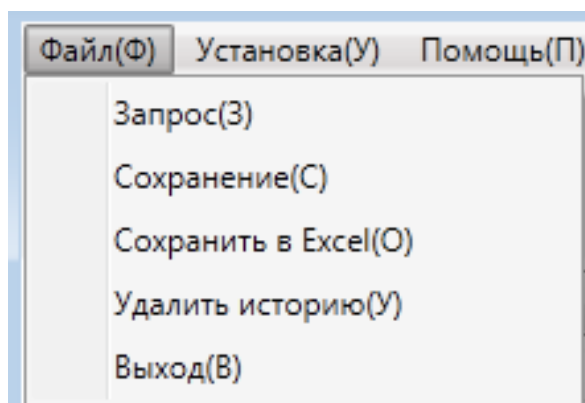 Файл(Ф) Установка(У) Помощь(П)
Запрос(З)
Сохранение(С)
Сохранить в Excel(О)
Удалить историю(У)
Выход(В)